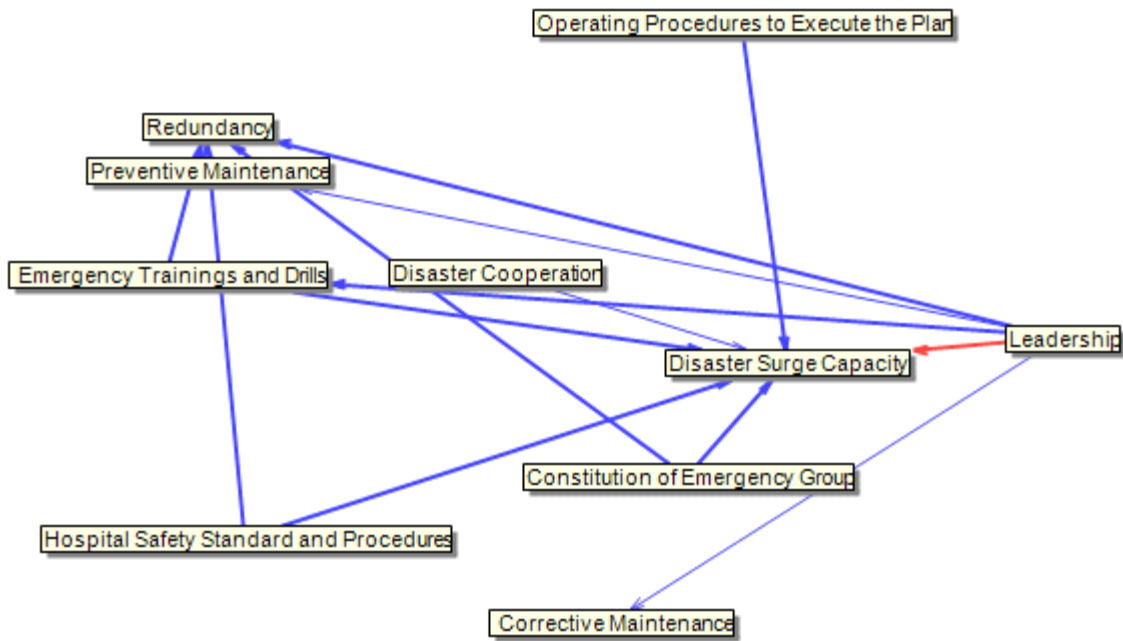 Operating Procedures to Execute the Plan
Redundancy
Preventive Maintenance
Emergency Trainings and Drills
Disaster Cooperation
Leadership
Disaster Surge Capacity
Constitution of Emergency Group
Hospital Safety Standard and Procedures
Corrective Maintenance